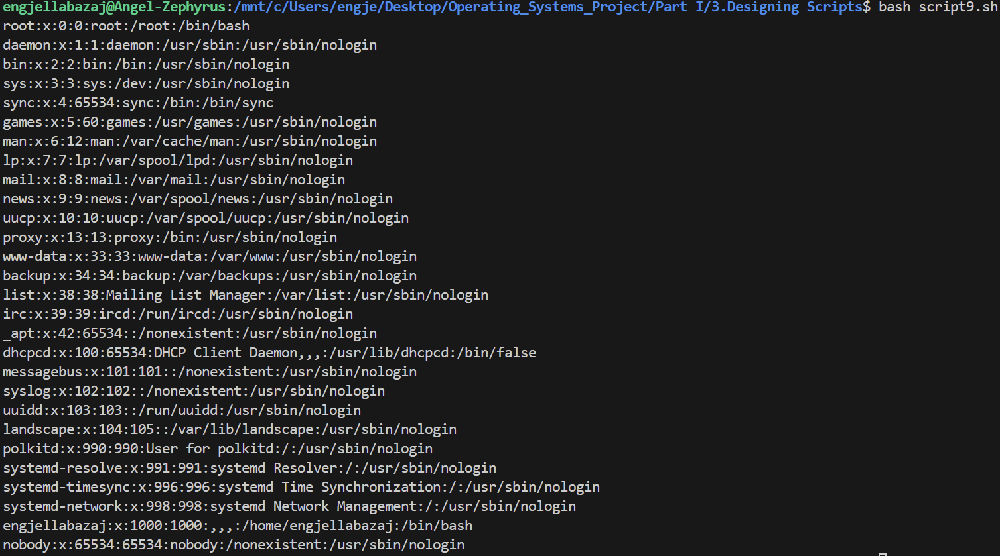 engjellabazaj@Angel-Zephyrus:/mnt/c/Users/engje/Desktop/Operating_Systems_Project/Part I/3.Designing Scripts$ bash script9.sh
root:x:0:0:root:/root:/bin/bash
daemon:x:1:1:daemon:/usr/sbin:/usr/sbin/nologin
bin:x:2:2:bin:/bin:/usr/sbin/nologin
sys:x:3:3:sys:/dev:/usr/sbin/nologin
sync:x:4:65534:sync:/bin:/bin/sync
games:x:5:60:games:/usr/games:/usr/sbin/nologin
man:x:6:12:man:/var/cache/man:/usr/sbin/nologin
lp:x:7:7:lp:/var/spool/lpd:/usr/sbin/nologin
mail:x:8:8:mail:/var/mail:/usr/sbin/nologin
news:x:9:9:news:/var/spool/news:/usr/sbin/nologin
uucp:x:10:10:uucp:/var/spool/uucp:/usr/sbin/nologin
proxy:x:13:13:proxy:/bin:/usr/sbin/nologin
www-data:x:33:33:www-data:/var/www:/usr/sbin/nologin
backup:x:34:34:backup:/var/backups:/usr/sbin/nologin
list:x:38:38:Mailing List Manager:/var/list:/usr/sbin/nologin
irc:x:39:39:ircd:/run/ircd:/usr/sbin/nologin
_apt:x:42:65534::/nonexistent:/usr/sbin/nologin
dhcpcd:x:100:65534:DHCP Client Daemon,,,:/usr/lib/dhcpcd:/bin/false
messagebus:x:101:101::/nonexistent:/usr/sbin/nologin
syslog:x:102:102::/nonexistent:/usr/sbin/nologin
uuidd:x:103:103::/run/uuidd:/usr/sbin/nologin
landscape:x:104:105::/var/lib/landscape:/usr/sbin/nologin
polkitd:x:990:990:User for polkitd:/:/usr/sbin/nologin
systemd-resolve:x:991:991:systemd Resolver:/:/usr/sbin/nologin
systemd-timesync:x:996:996:systemd Time Synchronization:/:/usr/sbin/nologin
systemd-network:x:998:998:systemd Network Management:/:/usr/sbin/nologin
engjellabazaj:x:1000:1000:,,,:/home/engjellabazaj:/bin/bash
nobody:x:65534:65534:nobody:/nonexistent:/usr/sbin/nologin